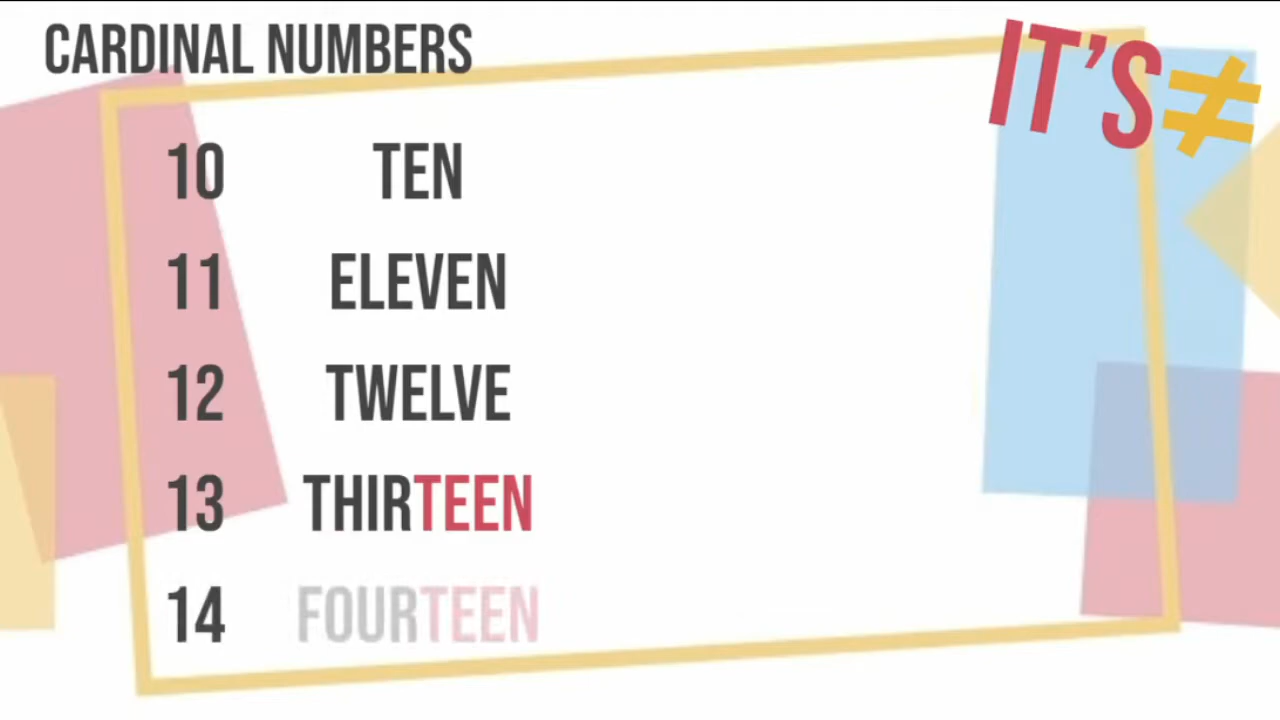 CARDINAL NUMBERS
IT'S≠
10 TEN
11 ELEVEN
12 TWELVE
13 THIRTEEN
14 FOURTEEN